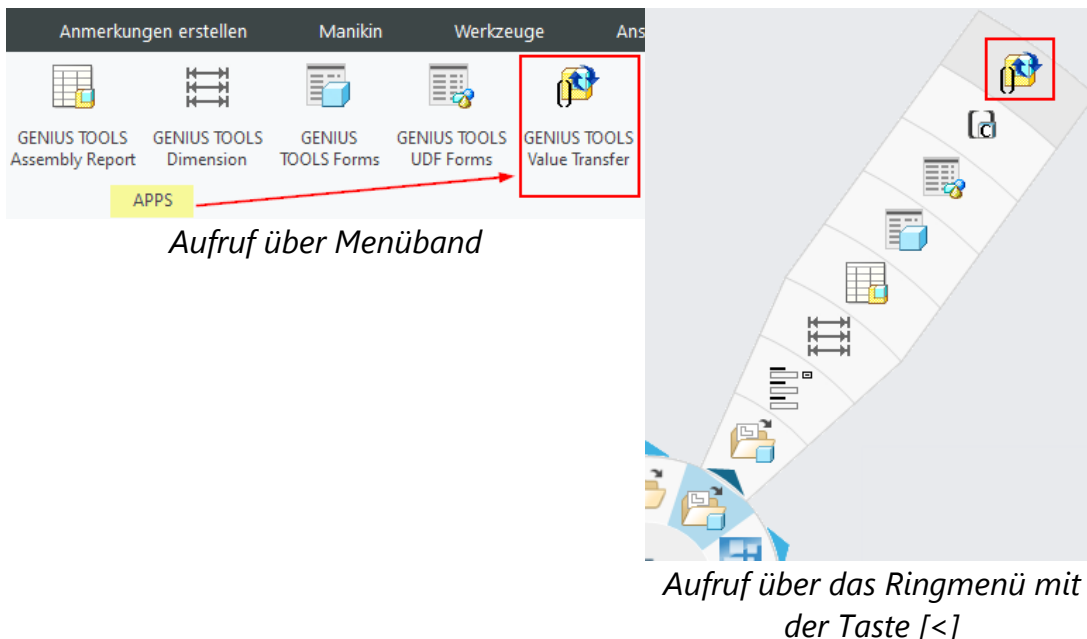 Anmerkungen erstellen Manikin Werkzeuge Ans
GENIUS TOOLS GENIUS TOOLS GENIUS GENIUS TOOLS GENIUS TOOLS
Assembly Report Dimension TOOLS Forms UDF Forms Value Transfer
APPS
Aufruf über Menüband
Aufruf über das Ringmenü mit
der Taste [<]